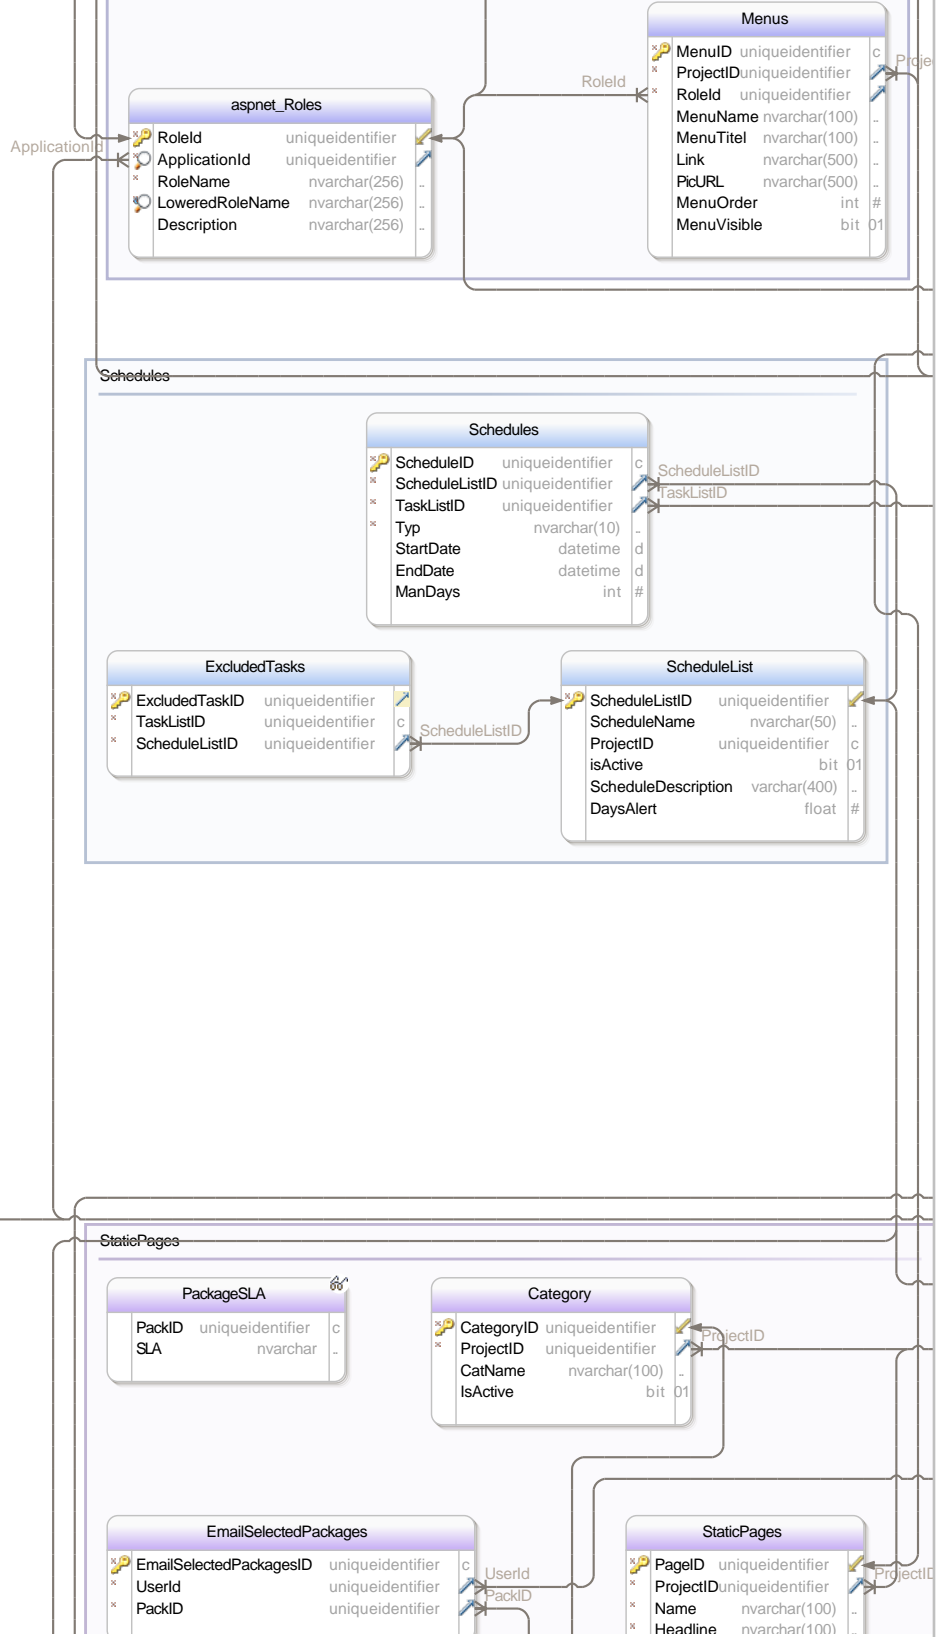 Menus
MenuID uniqueidentifier c
ProjectID uniqueidentifier
RoleId uniqueidentifier
MenuName nvarchar(100) ..
MenuTitel nvarchar(100) ..
Link nvarchar(500) ..
PicURL nvarchar(500) ..
MenuOrder int #
MenuVisible bit 01
Projec
RoleId
aspnet_Roles
RoleId uniqueidentifier
ApplicationId uniqueidentifier
RoleName nvarchar(256) ..
LoweredRoleName nvarchar(256) ..
Description nvarchar(256) ..
ApplicationId
Schedules
Schedules
ScheduleID uniqueidentifier c
ScheduleListID uniqueidentifier
TaskListID uniqueidentifier
Typ nvarchar(10) ..
StartDate datetime d
EndDate datetime d
ManDays int #
ScheduleListID
TaskListID
ExcludedTasks
ExcludedTaskID uniqueidentifier
TaskListID uniqueidentifier c
ScheduleListID uniqueidentifier
ScheduleListID
ScheduleList
ScheduleListID uniqueidentifier
ScheduleName nvarchar(50) ..
ProjectID uniqueidentifier c
isActive bit 01
ScheduleDescription varchar(400) ..
DaysAlert float #
StaticPages
PackageSLA
PackID uniqueidentifier c
SLA nvarchar ..
Category
CategoryID uniqueidentifier
ProjectID uniqueidentifier
CatName nvarchar(100) ..
IsActive bit 01
ProjectID
EmailSelectedPackages
EmailSelectedPackagesID uniqueidentifier c
UserId uniqueidentifier
PackID uniqueidentifier
UserId
PackID
StaticPages
PageID uniqueidentifier
ProjectID uniqueidentifier
Name nvarchar(100) ..
Headline nvarchar(100) ..
ProjectID